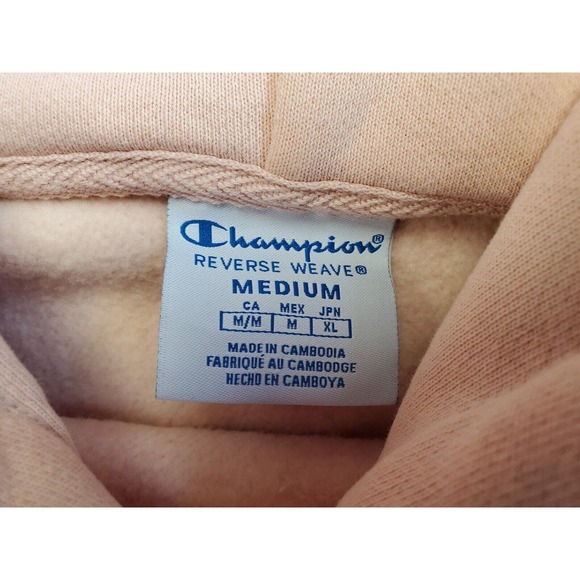 Champion®
REVERSE WEAVE®
MEDIUM
CA MEX JPN
M/M M XL
MADE IN CAMBODIA
FABRIQUÉ AU CAMBODGE
HECHO EN CAMBOYA